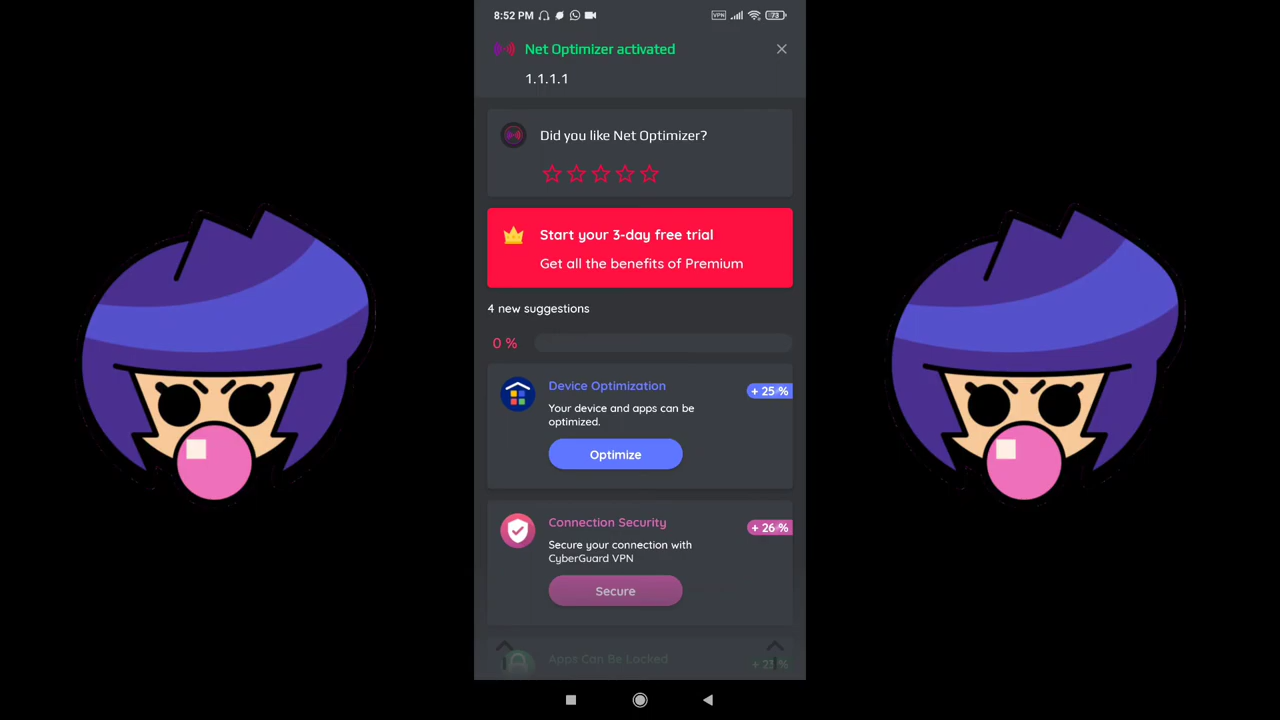 8:52 PM
VPN
73
Net Optimizer activated
1.1.1.1
Did you like Net Optimizer?
Start your 3-day free trial
Get all the benefits of Premium
4 new suggestions
0 %
Device Optimization
+ 25 %
Your device and apps can be
optimized.
Optimize
Connection Security
+ 26 %
Secure your connection with
CyberGuard VPN
Secure
Apps Can Be Locked